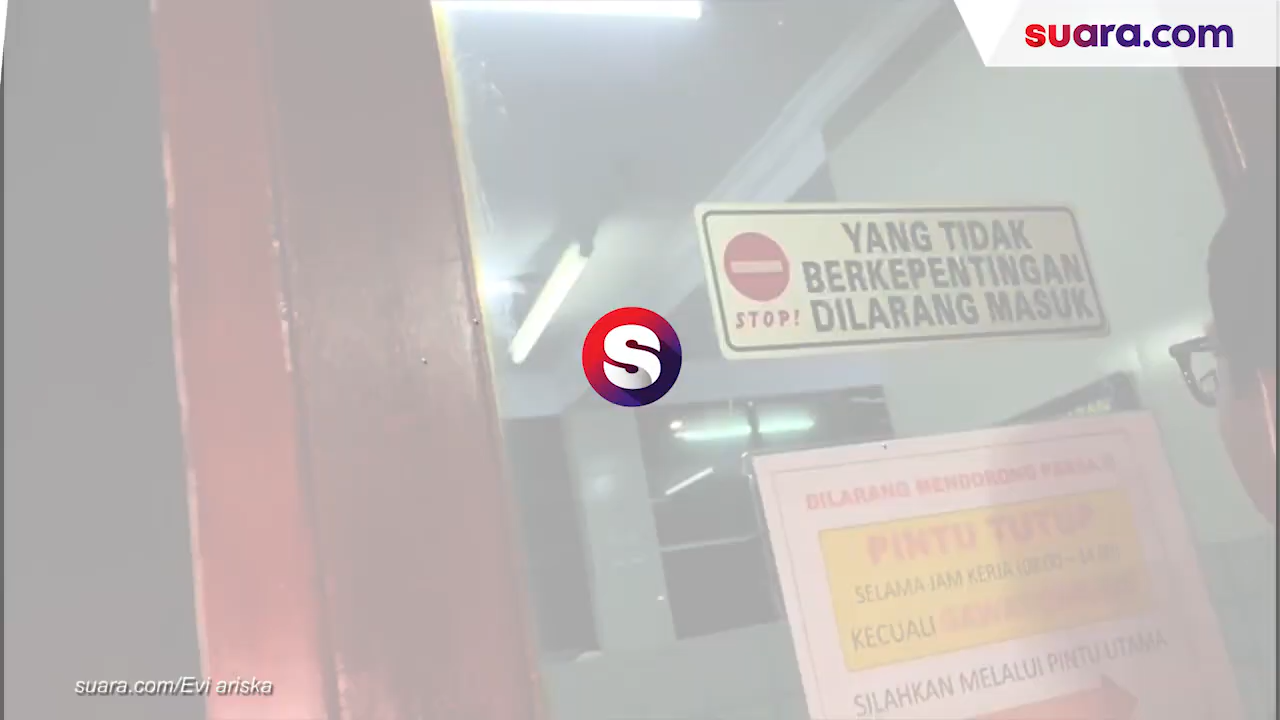 suara.com
YANG TIDAK
BERKEPENTINGAN
DILARANG MASUK
STOP!
S
DILARANG MENDORONG
PINTU TUTUP
SELAMA JAM KERJA
KECUALI
SILAHKAN MELALUI PINTU UTAMA
suara.com/Evi ariska